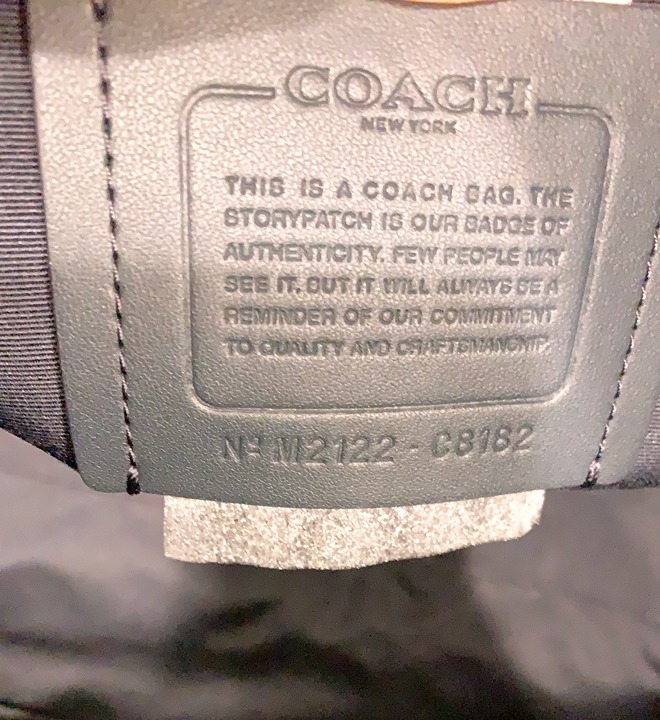 COACH
NEW YORK
THIS IS A COACH BAG. THE
STORYPATCH IS OUR BADGE OF
AUTHENTICITY. FEW PEOPLE MAY
SEE IT. BUT IT WILL ALWAYS BE A
REMINDER OF OUR COMMITMENT
TO QUALITY AND CRAFTSMANSHIP.
Nº M2122 - C8182